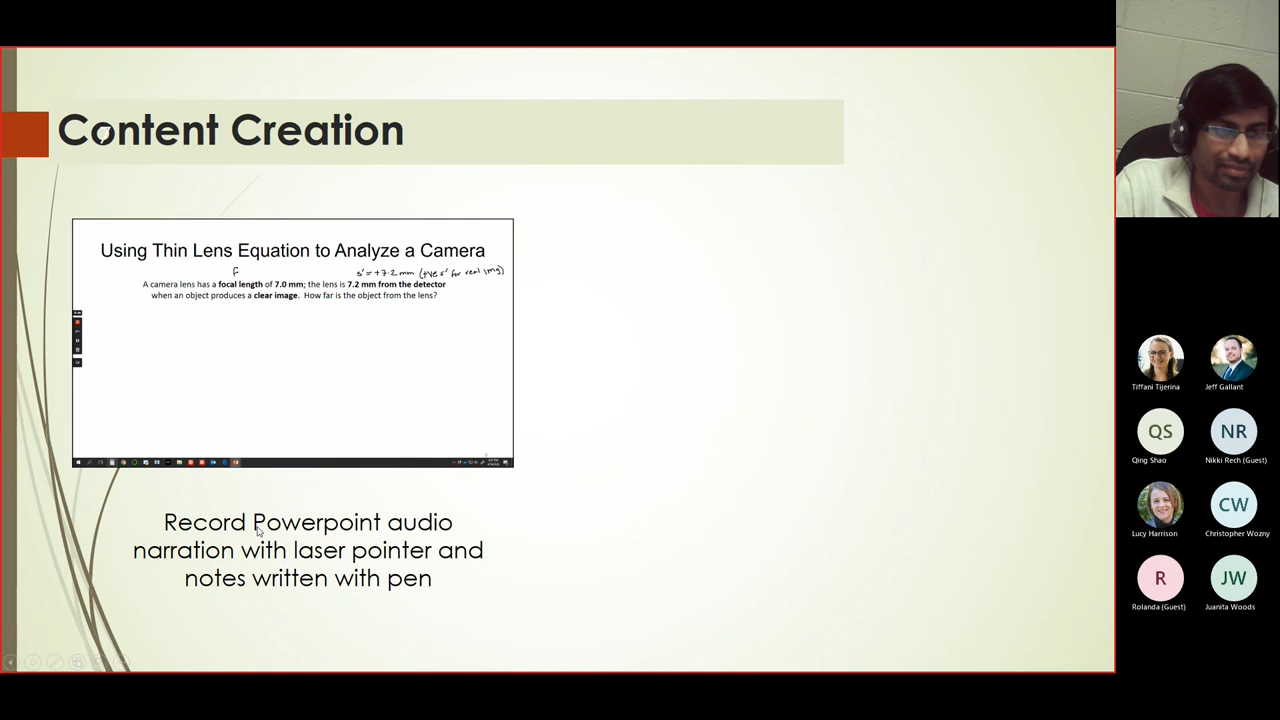 Content Creation
Using Thin Lens Equation to Analyze a Camera
f
s' = +7.2 mm (+ve s' for real img)
A camera lens has a focal length of 7.0 mm; the lens is 7.2 mm from the detector
when an object produces a clear image. How far is the object from the lens?
Record Powerpoint audio
narration with laser pointer and
notes written with pen
Tiffani Tijerina
Jeff Gallant
QS
NR
Qing Shao
Nikki Rech (Guest)
CW
Lucy Harrison
Christopher Wozny
R
JW
Rolanda (Guest)
Juanita Woods